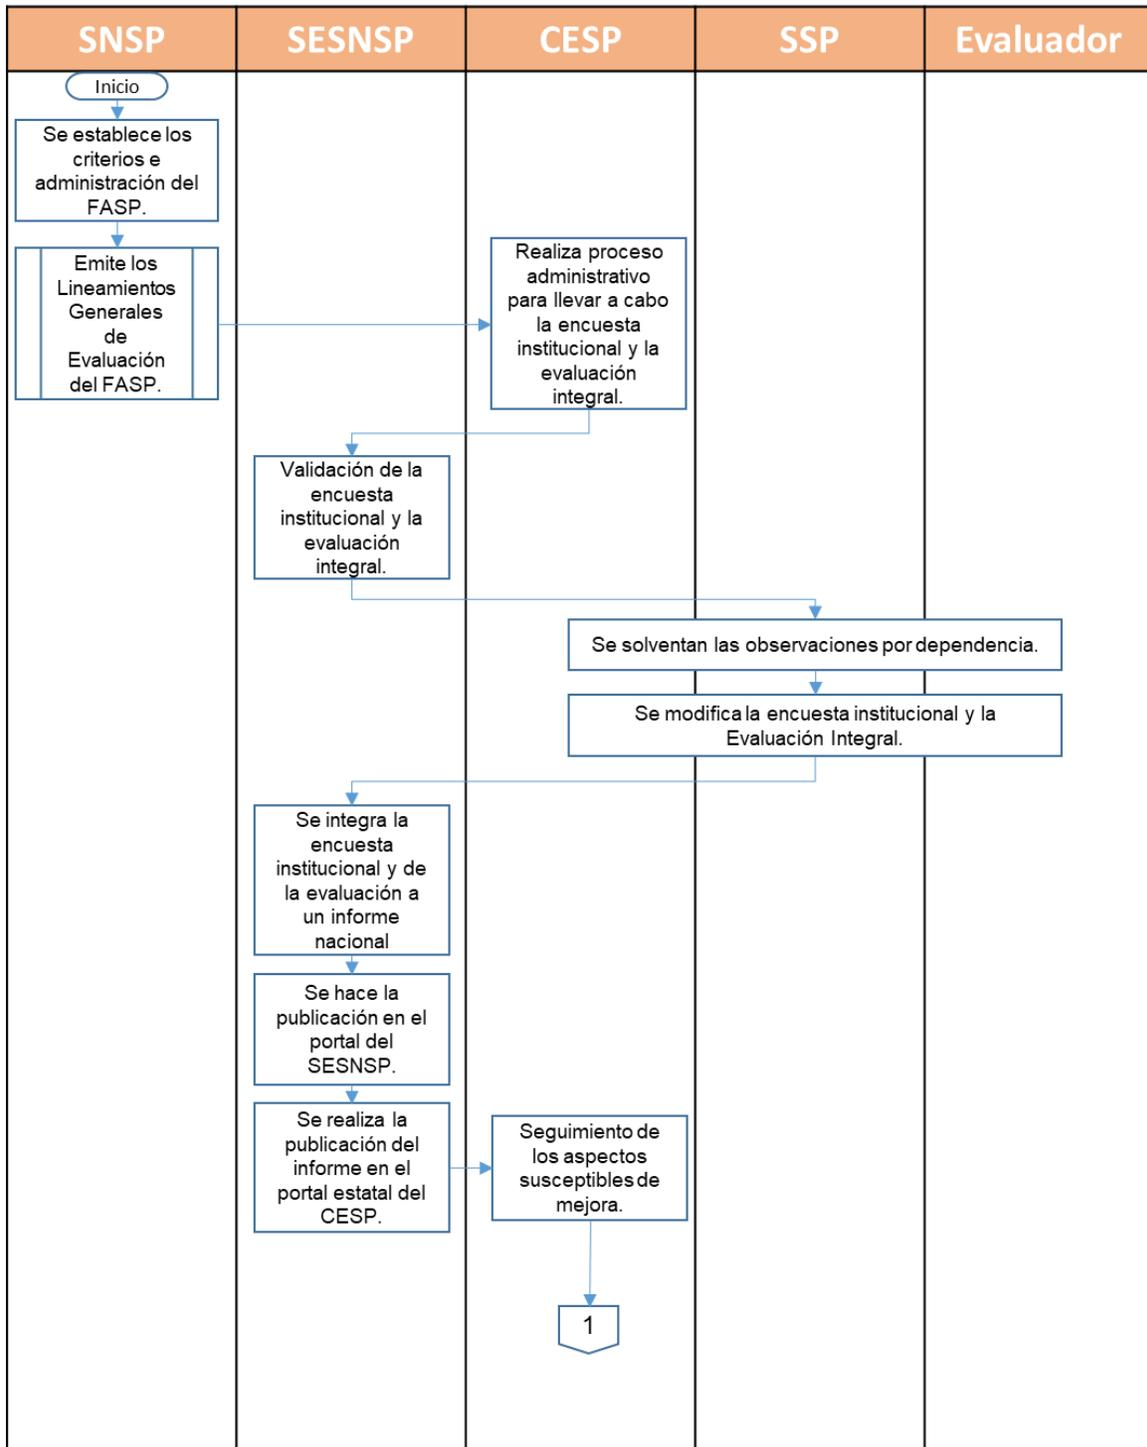 SNSP
SESNSP
CESP
SSP
Evaluador
Inicio
Se establece los
criterios e
administración del
FASP.
Emite los
Lineamientos
Generales
de
Evaluación
del FASP.
Realiza proceso
administrativo
para llevar a cabo
la encuesta
institucional y la
evaluación
integral.
Validación de la
encuesta
institucional y la
evaluación
integral.
Se solventan las observaciones por dependencia.
Se modifica la encuesta institucional y la
Evaluación Integral.
Se integra la
encuesta
institucional y de
la evaluación a
un informe
nacional
Se hace la
publicación en el
portal del
SESNSP.
Se realiza la
publicación del
informe en el
portal estatal del
CESP.
Seguimiento de
los aspectos
susceptibles de
mejora.
1